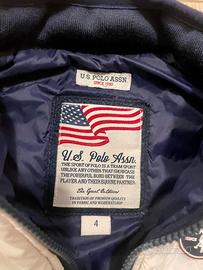 U.S. POLO ASSN
SINCE 1890
U.S. Polo Assn.
THE SPORT OF POLO IS A TEAM SPORT
UNLIKE ANY OTHER THAT SHOWCASE
THE POWERFUL BOND BETWEEN THE
PLAYER AND THEIR EQUINE PARTNER.
The Great Outdoors
TRADITION OF PREMIUM QUALITY
IN FABRIC AND WORKMANSHIP
4